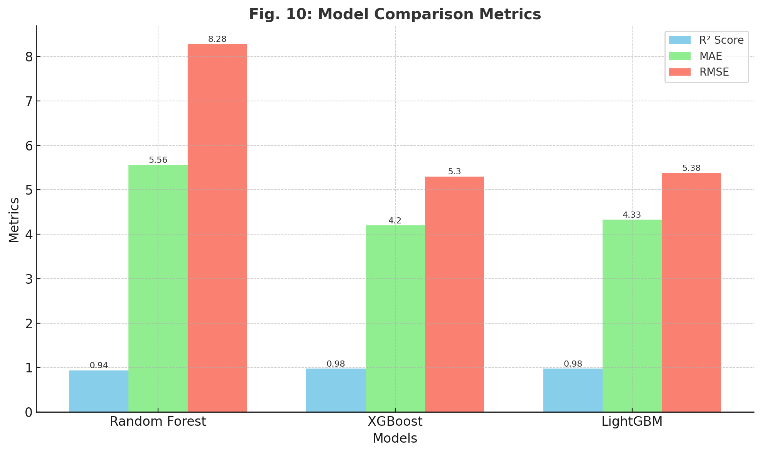 Fig. 10: Model Comparison Metrics
R² Score
MAE
RMSE
Metrics
8
7
6
5
4
3
2
1
0
0.94
5.56
8.28
0.98
4.2
5.3
0.98
4.33
5.38
Random Forest
XGBoost
LightGBM
Models